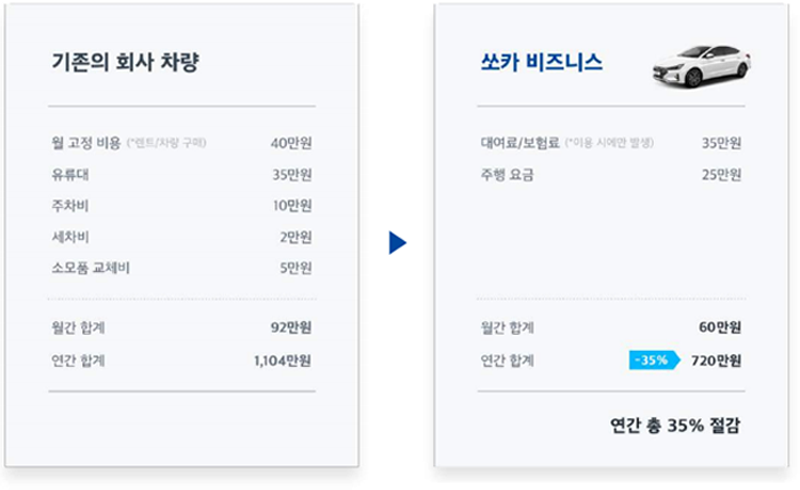 기존의 회사 차량
월 고정 비용 (*렌트/차량 구매) 40만원
유류대 35만원
주차비 10만원
세차비 2만원
소모품 교체비 5만원
월간 합계 92만원
연간 합계 1,104만원
쏘카 비즈니스
대여료/보험료 (*이용 시에만 발생) 35만원
주행 요금 25만원
월간 합계 60만원
연간 합계 -35% 720만원
연간 총 35% 절감